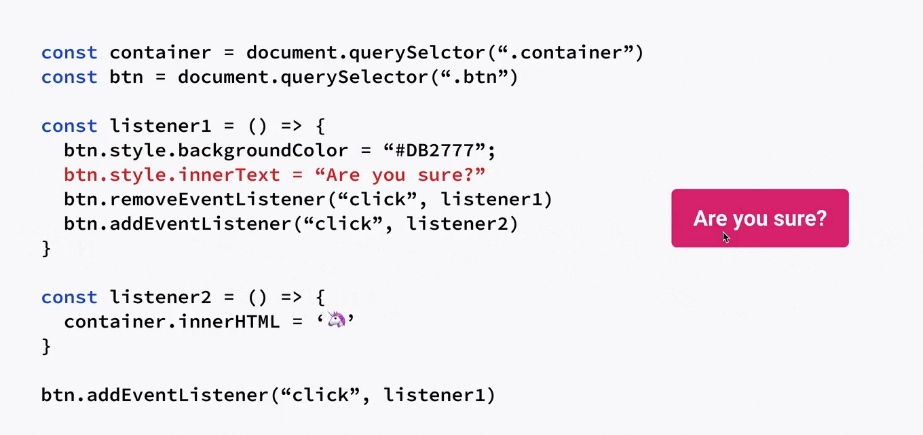 const container = document.querySelctor(“.container”)
const btn = document.querySelector(“.btn”)
const listener1 = () => {
  btn.style.backgroundColor = “#DB2777”;
  btn.style.innerText = “Are you sure?”
  btn.removeEventListener(“click”, listener1)
  btn.addEventListener(“click”, listener2)
}
Are you sure?
const listener2 = () => {
  container.innerHTML = ‘🦄’
}
btn.addEventListener(“click”, listener1)